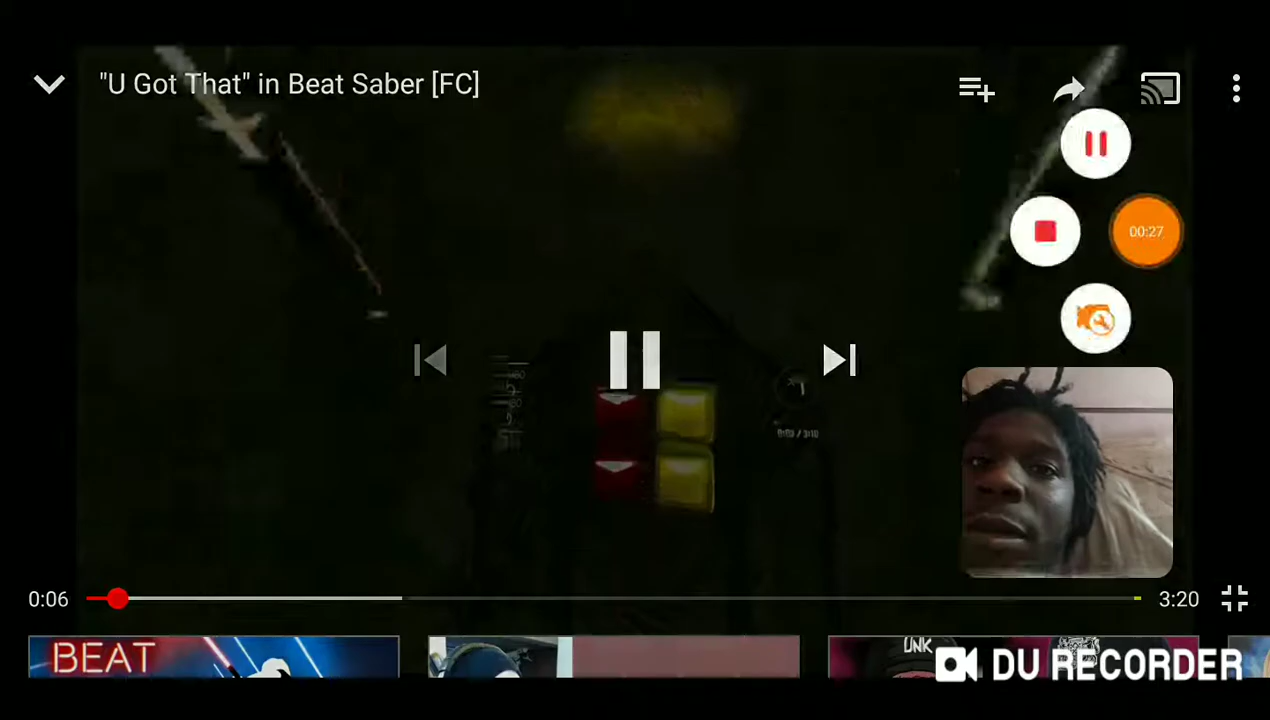 "U Got That" in Beat Saber [FC]
00:27
0:06
3:20
BEAT
UNK
DU RECORDER